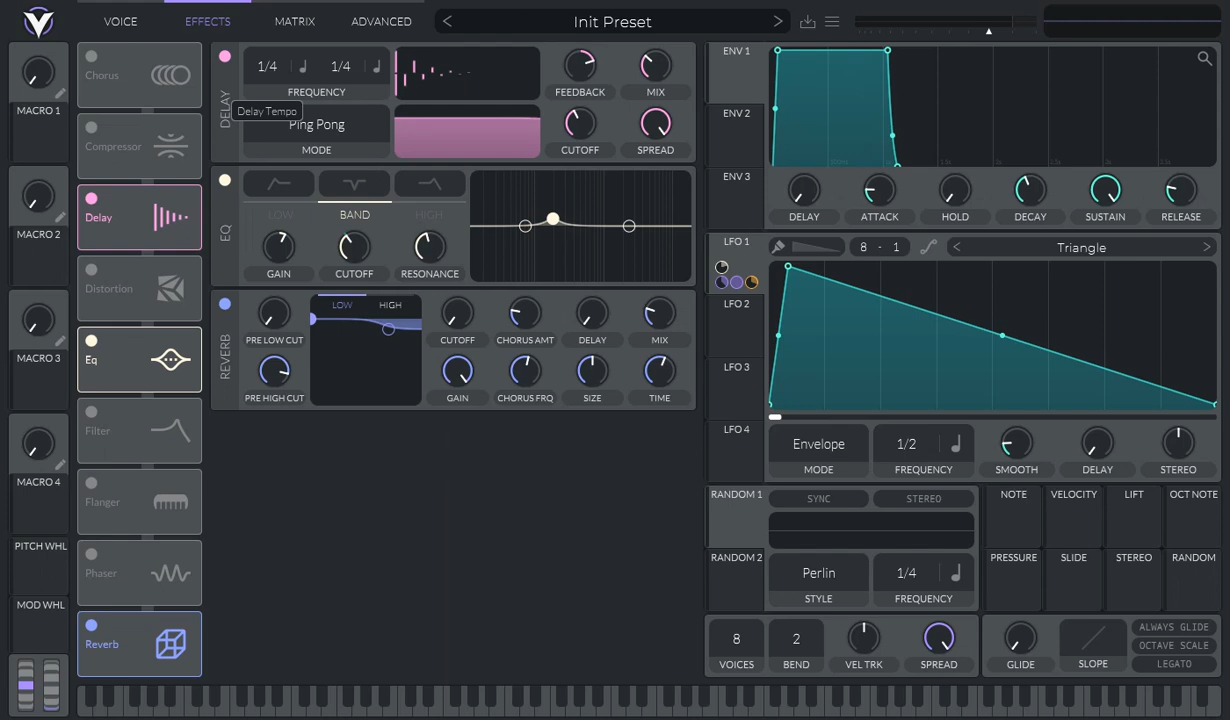 VOICE EFFECTS MATRIX ADVANCED
Init Preset
MACRO 1
MACRO 2
MACRO 3
MACRO 4
PITCH WHL
MOD WHL
Chorus
Compressor
Delay
Distortion
Eq
Filter
Flanger
Phaser
Reverb
DELAY
1/4 1/4
FREQUENCY
Delay Tempo
Ping Pong
MODE
FEEDBACK MIX
CUTOFF SPREAD
EQ
LOW BAND HIGH
GAIN CUTOFF RESONANCE
REVERB
LOW HIGH
PRE LOW CUT CUTOFF CHORUS AMT DELAY MIX
PRE HIGH CUT GAIN CHORUS FRQ SIZE TIME
ENV 1
ENV 2
ENV 3
DELAY ATTACK HOLD DECAY SUSTAIN RELEASE
LFO 1
LFO 2
LFO 3
LFO 4
8 - 1
Triangle
Envelope 1/2
MODE FREQUENCY SMOOTH DELAY STEREO
RANDOM 1
RANDOM 2
SYNC STEREO
Perlin 1/4
STYLE FREQUENCY
NOTE VELOCITY LIFT OCT NOTE
PRESSURE SLIDE STEREO RANDOM
8 2
VOICES BEND VEL TRK SPREAD
GLIDE SLOPE
ALWAYS GLIDE
OCTAVE SCALE
LEGATO